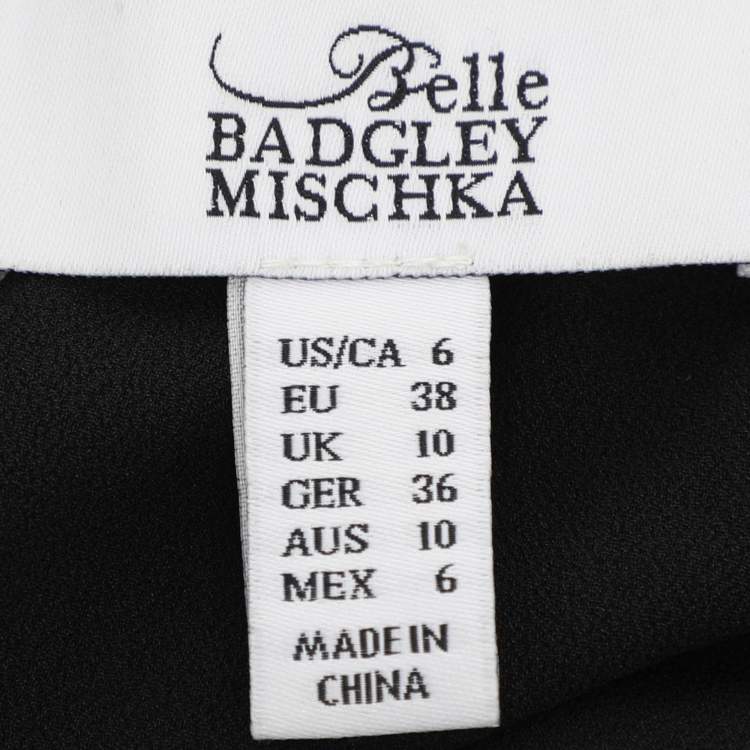 Belle
BADGLEY
MISCHKA
US/CA 6
EU 38
UK 10
GER 36
AUS 10
MEX 6
MADE IN
CHINA